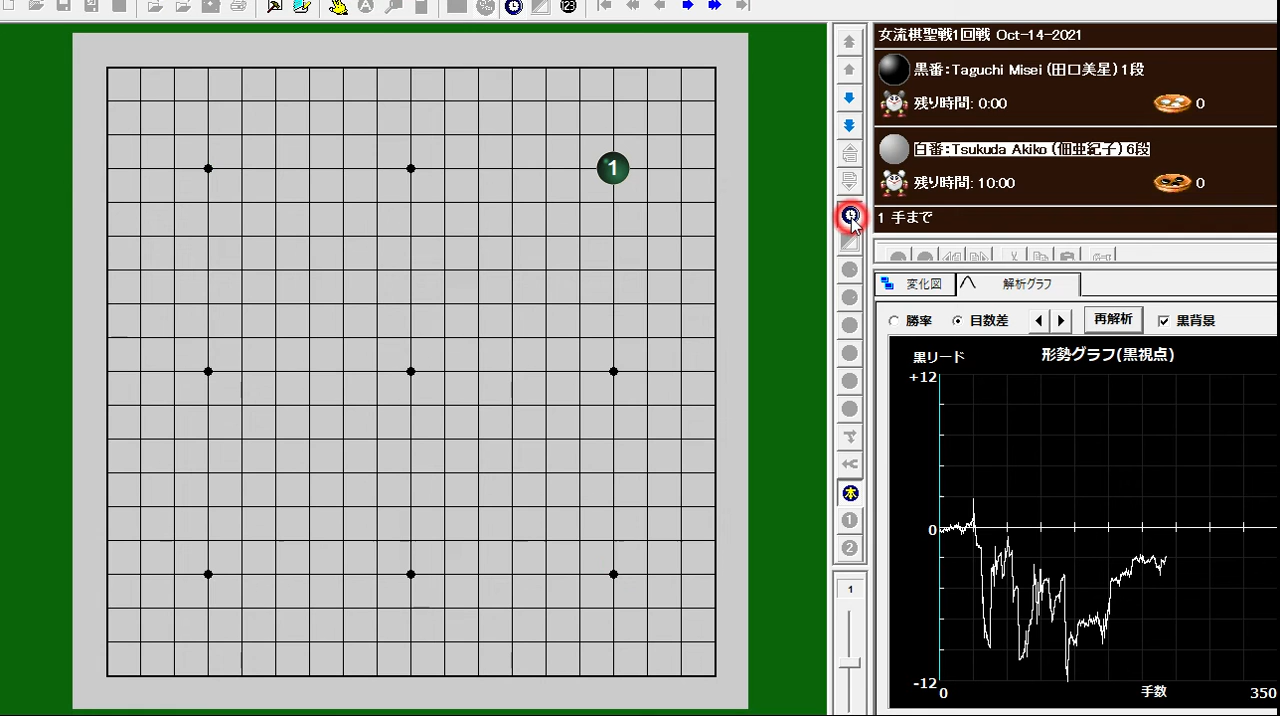 123
女流棋聖戦1回戦 Oct-14-2021
黒番:Taguchi Misei (田口美星) 1段
残り時間: 0:00 0
白番:Tsukuda Akiko (佃亜紀子) 6段
残り時間: 10:00 0
1 手まで
変化図 解析グラフ
勝率 目数差 再解析 黒背景
黒リード 形勢グラフ(黒視点)
+12
0
-12
0 手数 350
1
本
1
2
1